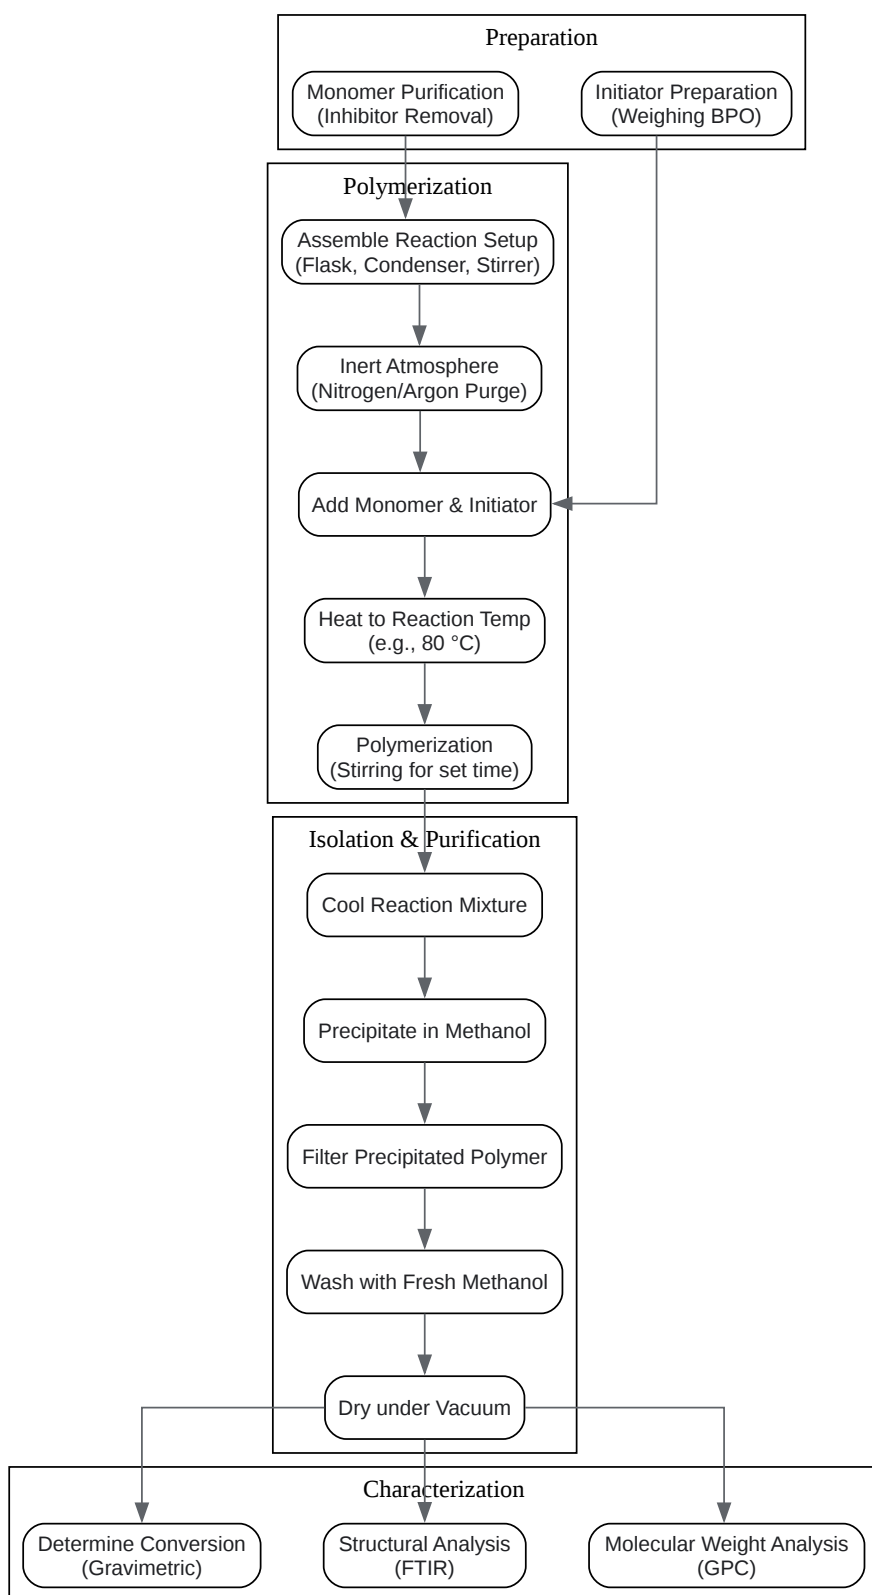 Preparation
Monomer Purification
(Inhibitor Removal)
Initiator Preparation
(Weighing BPO)
Polymerization
Assemble Reaction Setup
(Flask, Condenser, Stirrer)
Inert Atmosphere
(Nitrogen/Argon Purge)
Add Monomer & Initiator
Heat to Reaction Temp
(e.g., 80 °C)
Polymerization
(Stirring for set time)
Isolation & Purification
Cool Reaction Mixture
Precipitate in Methanol
Filter Precipitated Polymer
Wash with Fresh Methanol
Dry under Vacuum
Characterization
Determine Conversion
(Gravimetric)
Structural Analysis
(FTIR)
Molecular Weight Analysis
(GPC)